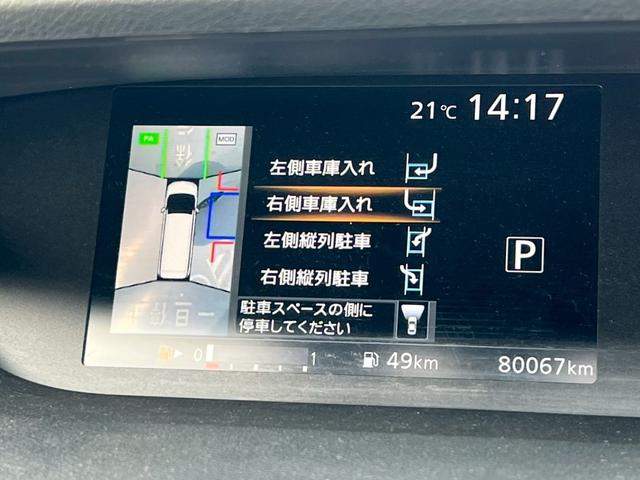 21℃ 14:17
PA
MOD
左側車庫入れ
右側車庫入れ
左側縦列駐車
右側縦列駐車
P
駐車スペースの側に
停車してください
0 1 49km 80067km